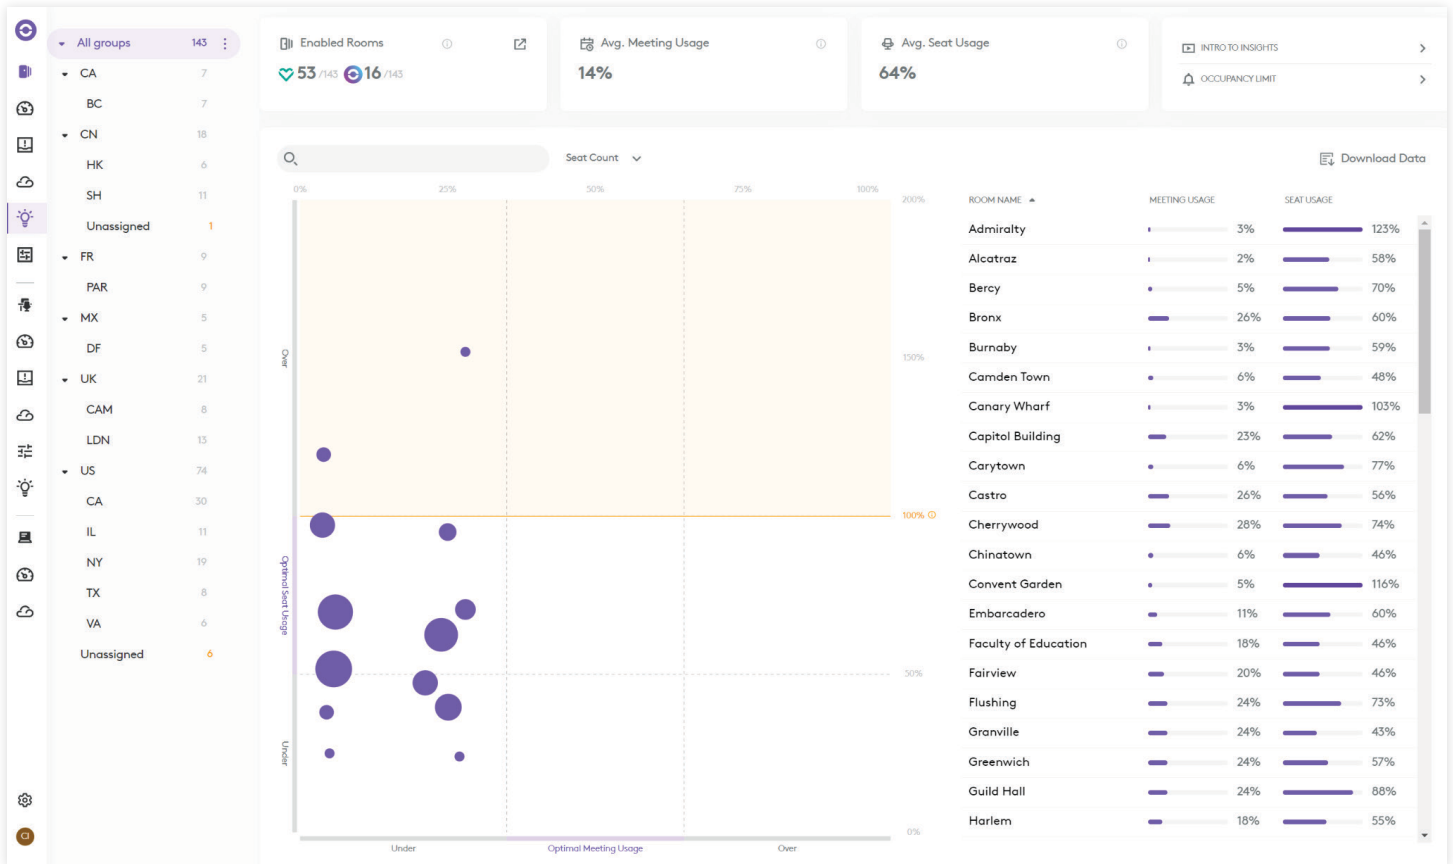 All groups 143
CA 7
BC 7
CN 18
HK 6
SH 11
Unassigned 1
FR 9
PAR 9
MX 5
DF 5
UK 21
CAM 8
LDN 13
US 74
CA 30
IL 11
NY 19
TX 8
VA 6
Unassigned 6
CI
Enabled Rooms
53 /143 16 /143
Avg. Meeting Usage
14%
Avg. Seat Usage
64%
INTRO TO INSIGHTS
OCCUPANCY LIMIT
Seat Count
Download Data
0% 25% 50% 75% 100%
200%
150%
100%
50%
0%
Over
Optimal Seat Usage
Under
Under Optimal Meeting Usage Over
ROOM NAME MEETING USAGE SEAT USAGE
Admiralty 3% 123%
Alcatraz 2% 58%
Bercy 5% 70%
Bronx 26% 60%
Burnaby 3% 59%
Camden Town 6% 48%
Canary Wharf 3% 103%
Capitol Building 23% 62%
Carytown 6% 77%
Castro 26% 56%
Cherrywood 28% 74%
Chinatown 6% 46%
Convent Garden 5% 116%
Embarcadero 11% 60%
Faculty of Education 18% 46%
Fairview 20% 46%
Flushing 24% 73%
Granville 24% 43%
Greenwich 24% 57%
Guild Hall 24% 88%
Harlem 18% 55%